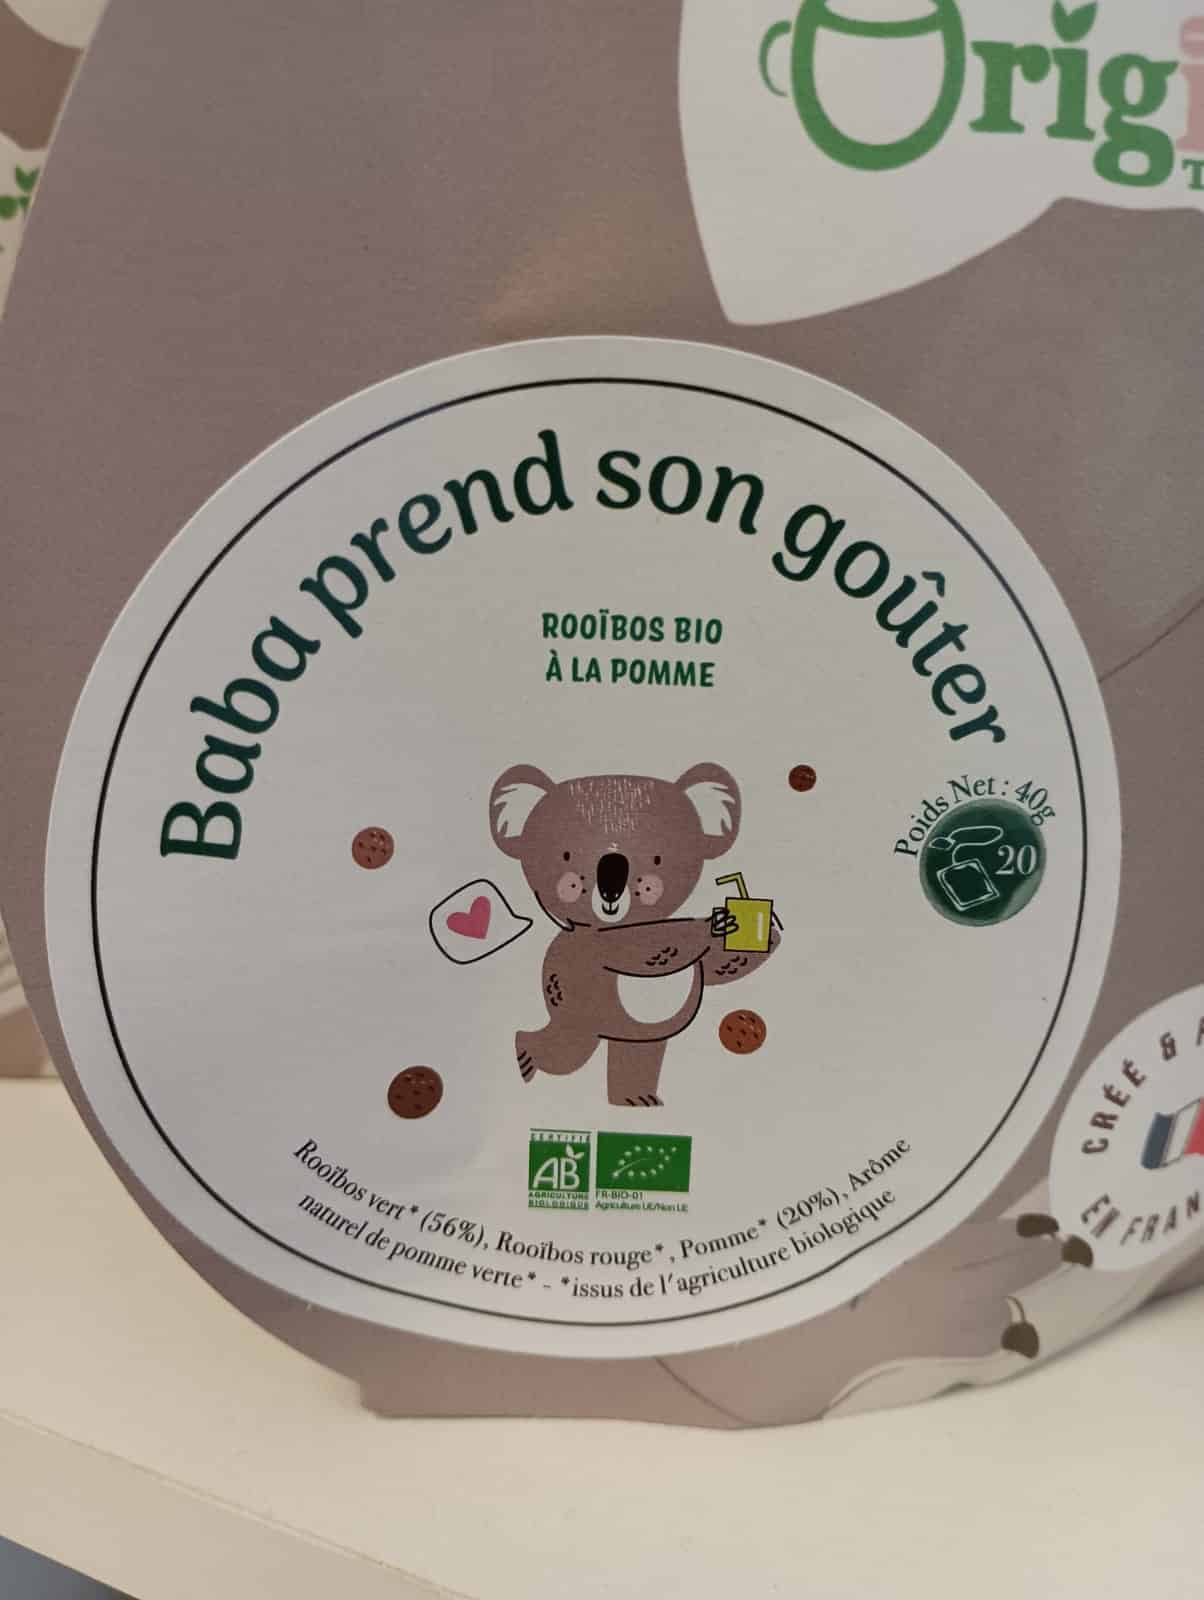 Orig
Baba prend son goûter
ROOÏBOS BIO
À LA POMME
Poids Net : 40g
20
CERTIFIÉ
AB
AGRICULTURE
BIOLOGIQUE
FR-BIO-01
Agriculture UE/Non UE
Rooïbos vert* (56%), Rooïbos rouge*, Pomme* (20%), Arôme
naturel de pomme verte* - *issus de l'agriculture biologique
CRÉÉ &
EN FRAN